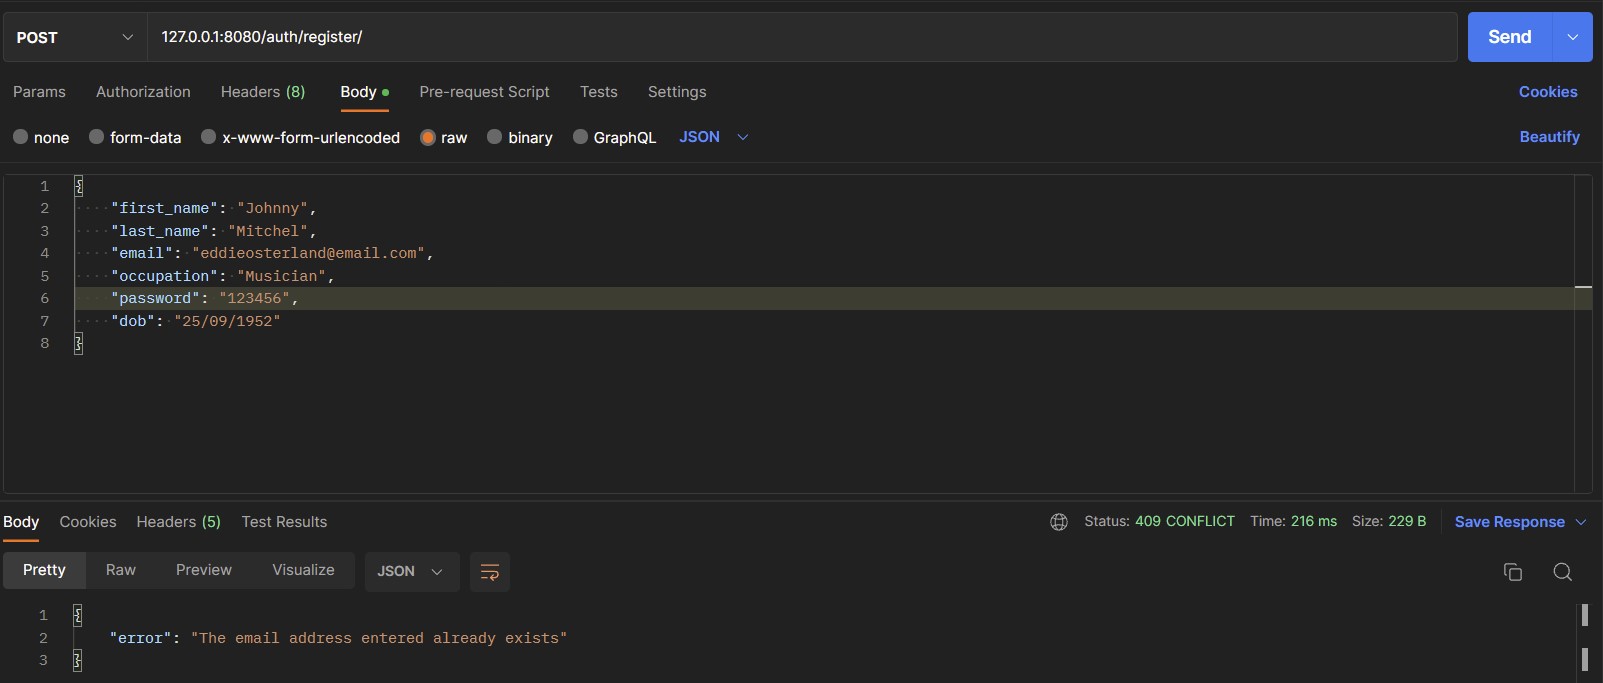 POST 127.0.0.1:8080/auth/register/ Send
Params Authorization Headers (8) Body Pre-request Script Tests Settings Cookies
none form-data x-www-form-urlencoded raw binary GraphQL JSON Beautify
1 {
2 "first_name": "Johnny",
3 "last_name": "Mitchel",
4 "email": "eddieosterland@email.com",
5 "occupation": "Musician",
6 "password": "123456",
7 "dob": "25/09/1952"
8 }
Body Cookies Headers (5) Test Results Status: 409 CONFLICT Time: 216 ms Size: 229 B Save Response
Pretty Raw Preview Visualize JSON
1 {
2 "error": "The email address entered already exists"
3 }